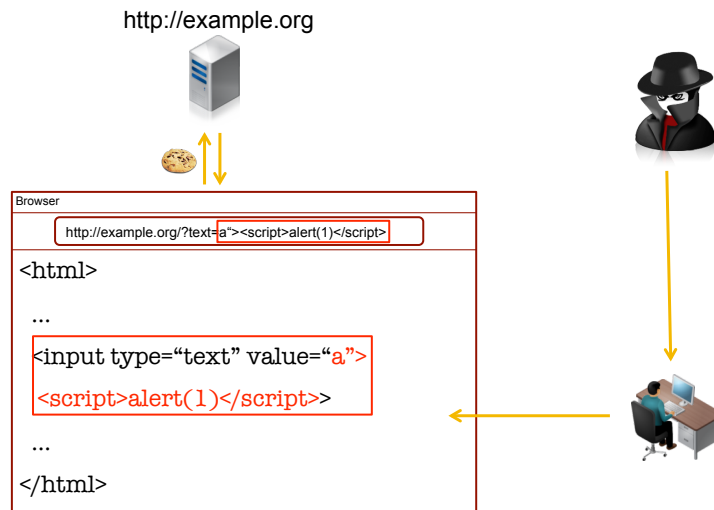 http://example.org
Browser
http://example.org/?text=a“><script>alert(1)</script>
<html>
...
<input type=“text” value=“a”>
<script>alert(1)</script>>
...
</html>